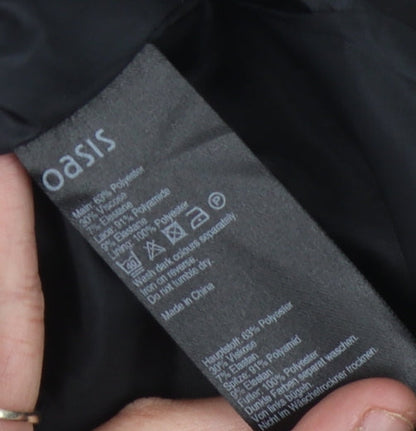 oasis
Main: 63% Polyester
30% Viscose
7% Elastane
Lace: 91% Polyamide
9% Elastane
Lining: 100% Polyester
P
Wash dark colours separately.
Iron on reverse.
Do not tumble dry.
Made in China
Hauptstoff: 63% Polyester
30% Viskose
7% Elastan
Spitze: 91% Polyamid
9% Elastan
Futter: 100% Polyester
Dunkle Farben separat waschen.
Von links bügeln.
Nicht im Wäschetrockner trocknen